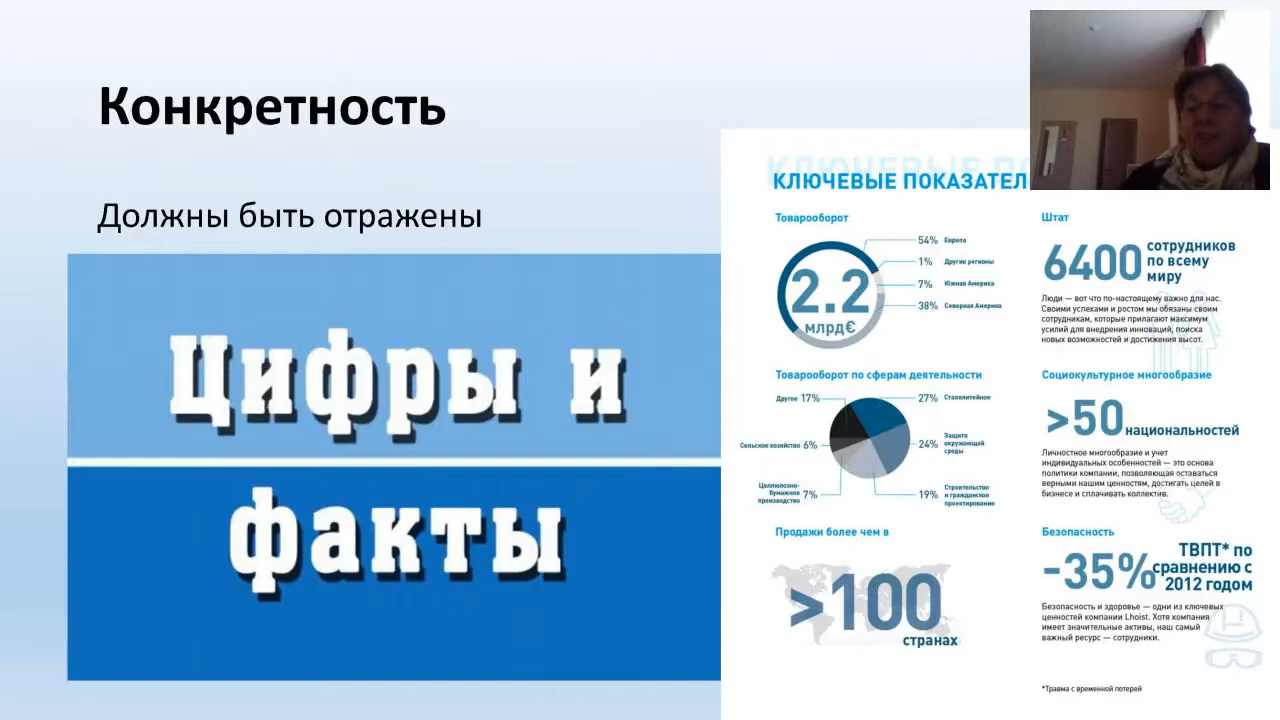 Конкретность
Должны быть отражены
Цифры и
факты
КЛЮЧЕВЫЕ ПОКАЗАТЕЛ
Товарооборот
2.2
млрд€
54% Европа
1% Другие регионы
7% Южная Америка
38% Северная Америка
Товарооборот по сферам деятельности
Другое 17%
27% Сталелитейное
Сельское хозяйство 6%
24% Защита
окружающей
среды
Целлюлозно-
бумажное
производство 7%
19% Строительство
и гражданское
проектирование
Продажи более чем в
>100
странах
Штат
6400 сотрудников
по всему
миру
Люди — вот что по-настоящему важно для нас.
Своими успехами и ростом мы обязаны своим
сотрудникам, которые прилагают максимум
усилий для внедрения инноваций, поиска
новых возможностей и достижения высот.
Социокультурное многообразие
>50 национальностей
Личностное многообразие и учет
индивидуальных особенностей — это основа
политики компании, позволяющая оставаться
верными нашим ценностям, достигать целей в
бизнесе и сплачивать коллектив.
Безопасность
-35% ТВПТ* по
сравнению с
2012 годом
Безопасность и здоровье — одни из ключевых
ценностей компании Lhoist. Хотя компания
имеет значительные активы, наш самый
важный ресурс — сотрудники.
*Травма с временной потерей